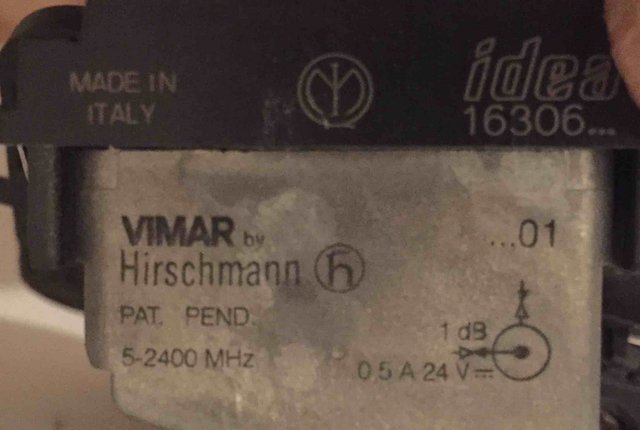 MADE IN
ITALY
idea
16306...
VIMAR by
Hirschmann h
...01
PAT. PEND.
5-2400 MHz
1 dB
0.5 A 24 V⎓